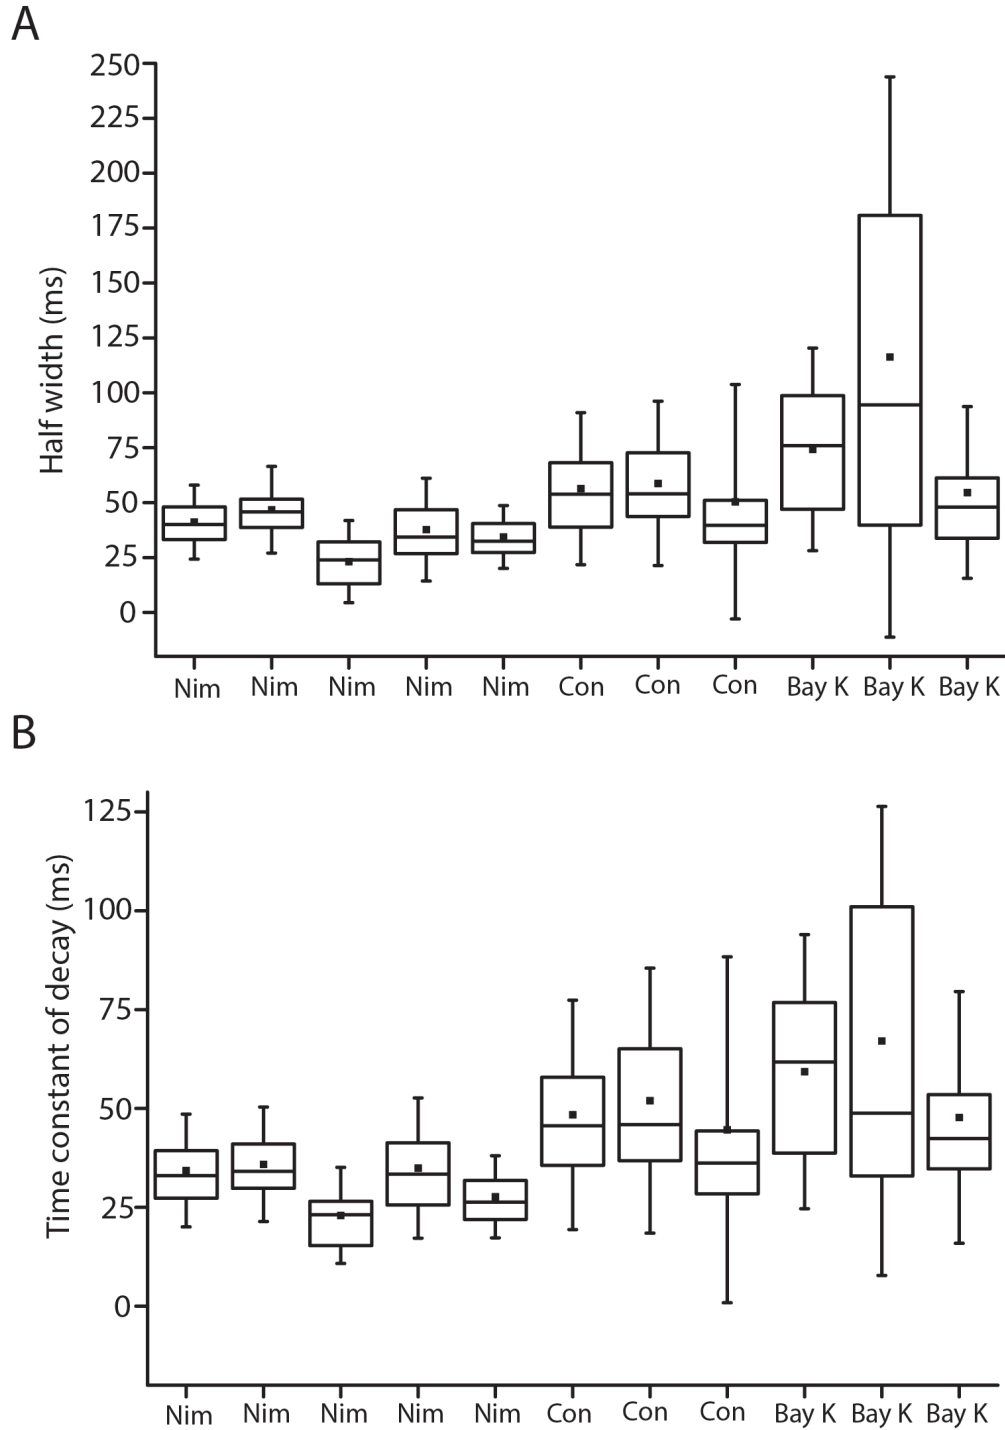 A
250
225
200
175
150
125
100
75
50
25
0
Half width (ms)
Nim Nim Nim Nim Nim Con Con Con Bay K Bay K Bay K
B
125
100
75
50
25
0
Time constant of decay (ms)
Nim Nim Nim Nim Nim Con Con Con Bay K Bay K Bay K